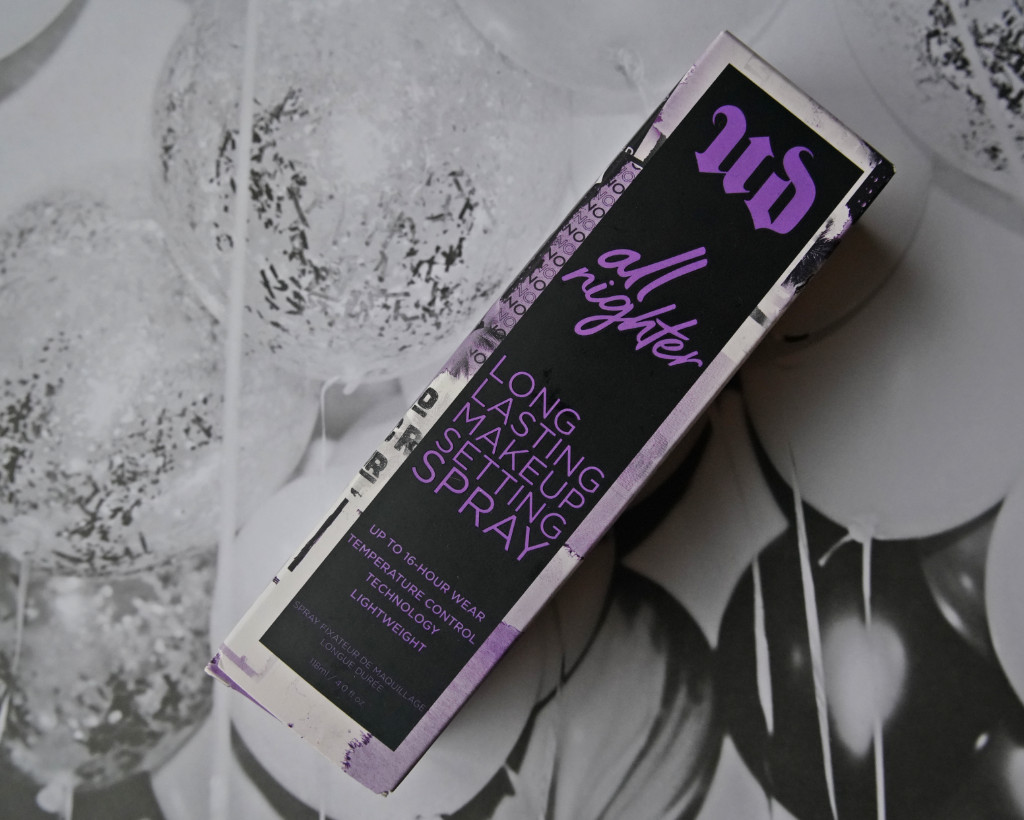 UD
all
nighter
LONG
LASTING
MAKEUP
SETTING
SPRAY
UP TO 16-HOUR WEAR
TEMPERATURE CONTROL
TECHNOLOGY
LIGHTWEIGHT
SPRAY FIXATEUR DE MAQUILLAGE
LONGUE DURÉE
118ml / 4.0 fl.oz.